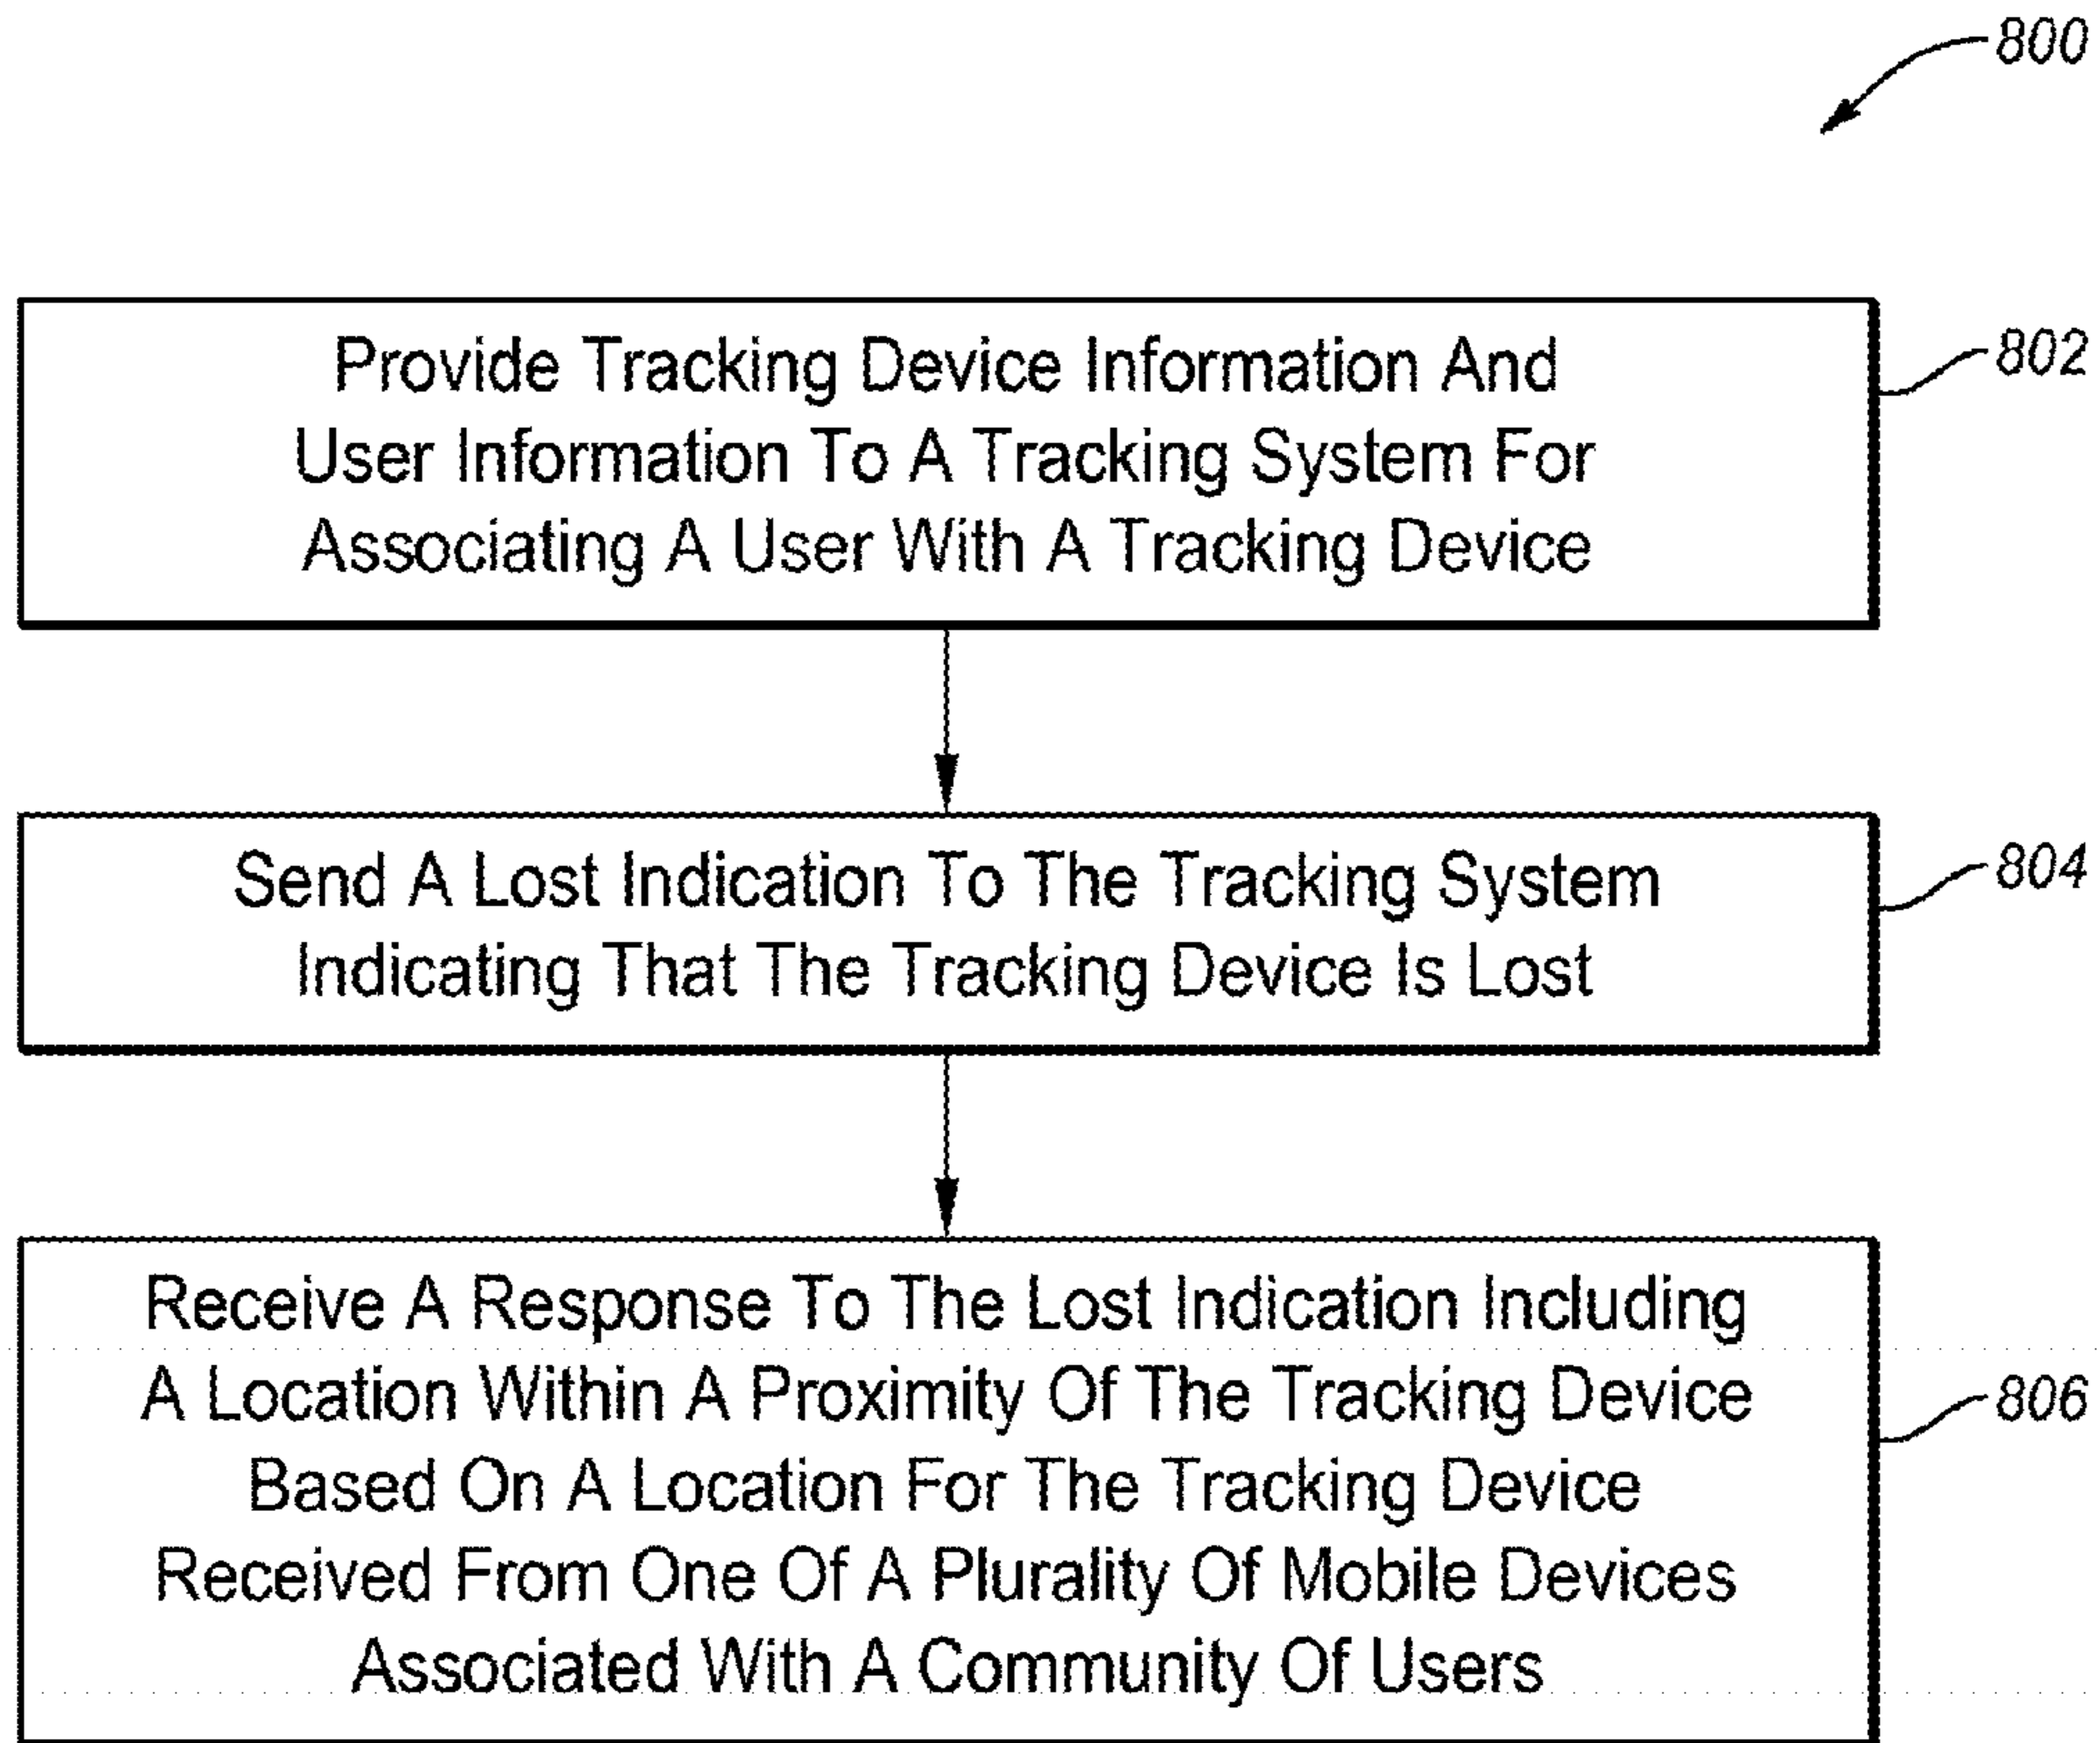 800
Provide Tracking Device Information And
User Information To A Tracking System For
Associating A User With A Tracking Device
802
Send A Lost Indication To The Tracking System
Indicating That The Tracking Device Is Lost
804
Receive A Response To The Lost Indication Including
A Location Within A Proximity Of The Tracking Device
Based On A Location For The Tracking Device
Received From One Of A Plurality Of Mobile Devices
Associated With A Community Of Users
806